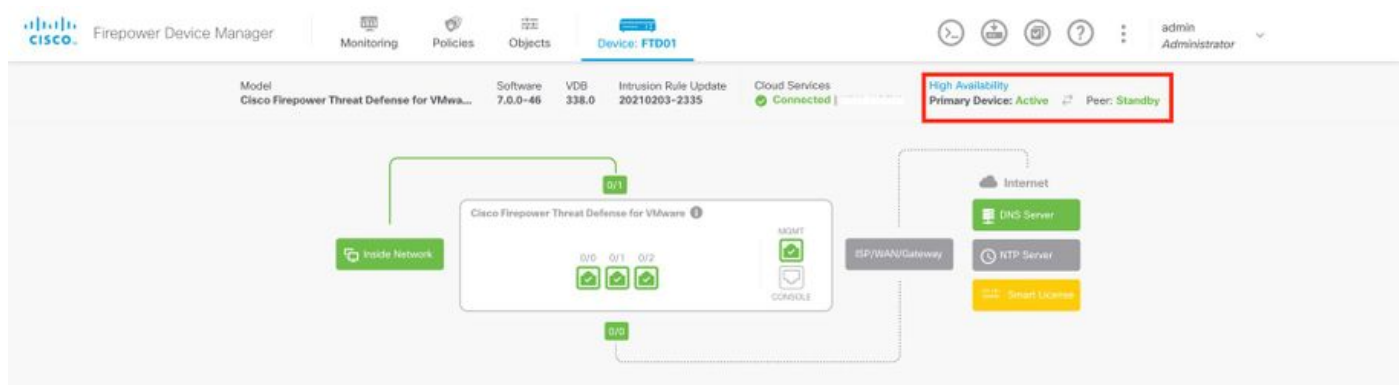 CISCO
Firepower Device Manager
Monitoring
Policies
Objects
Device: FTD01
admin
Administrator
Model
Cisco Firepower Threat Defense for VMwa...
Software
7.0.0-46
VDB
338.0
Intrusion Rule Update
20210203-2335
Cloud Services
Connected |
High Availability
Primary Device: Active Peer: Standby
0/1
Internet
Cisco Firepower Threat Defense for VMware
DNS Server
MGMT
Inside Network
0/0 0/1 0/2
ISP/WAN/Gateway
NTP Server
CONSOLE
Smart License
0/0